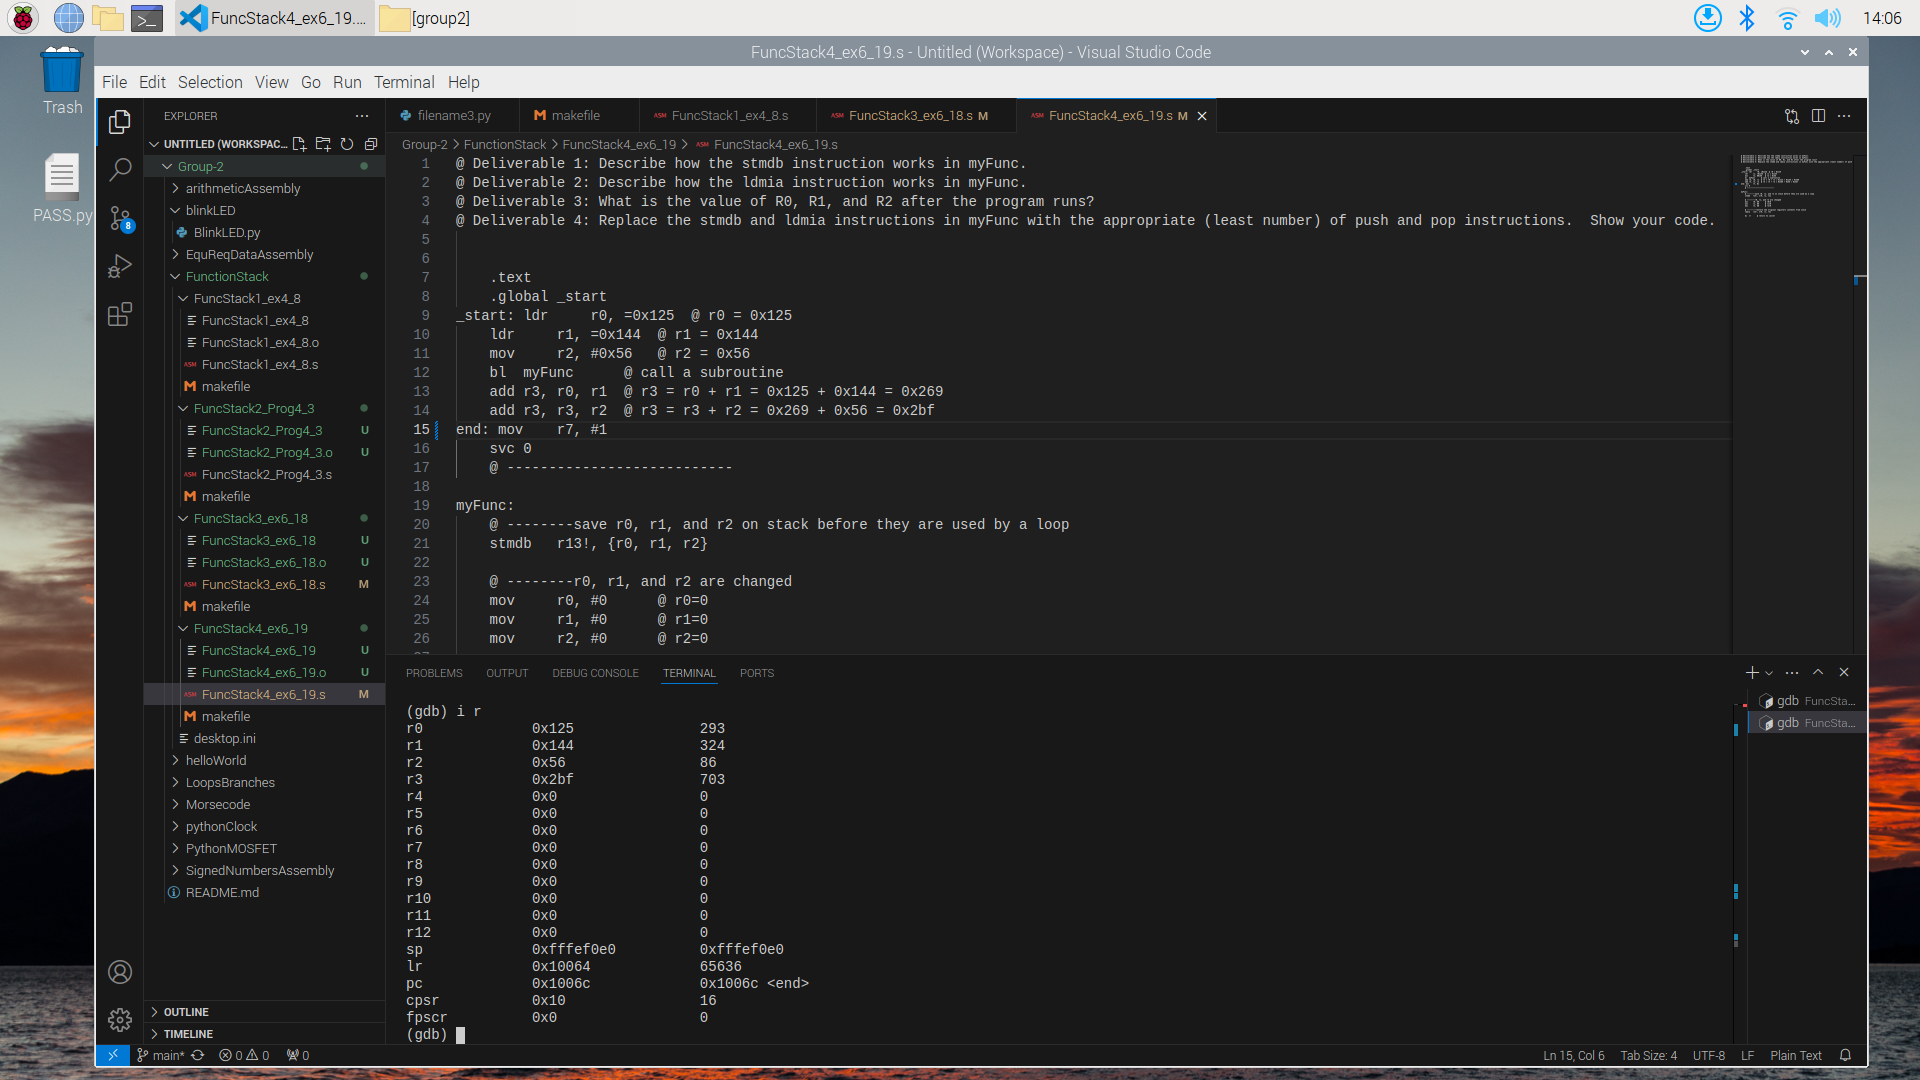 FuncStack4_ex6_19....
[group2]
14:06
Trash
PASS.py
FuncStack4_ex6_19.s - Untitled (Workspace) - Visual Studio Code
File Edit Selection View Go Run Terminal Help
EXPLORER
UNTITLED (WORKSPAC...
Group-2
arithmeticAssembly
blinkLED
BlinkLED.py
EquReqDataAssembly
FunctionStack
FuncStack1_ex4_8
FuncStack1_ex4_8
FuncStack1_ex4_8.o
ASM FuncStack1_ex4_8.s
M makefile
FuncStack2_Prog4_3
FuncStack2_Prog4_3 U
FuncStack2_Prog4_3.o U
ASM FuncStack2_Prog4_3.s
M makefile
FuncStack3_ex6_18
FuncStack3_ex6_18 U
FuncStack3_ex6_18.o U
ASM FuncStack3_ex6_18.s M
M makefile
FuncStack4_ex6_19
FuncStack4_ex6_19 U
FuncStack4_ex6_19.o U
ASM FuncStack4_ex6_19.s M
M makefile
desktop.ini
helloWorld
LoopsBranches
Morsecode
pythonClock
PythonMOSFET
SignedNumbersAssembly
README.md
OUTLINE
TIMELINE
8
filename3.py M makefile ASM FuncStack1_ex4_8.s ASM FuncStack3_ex6_18.s M ASM FuncStack4_ex6_19.s M
Group-2 > FunctionStack > FuncStack4_ex6_19 > ASM FuncStack4_ex6_19.s
1 @ Deliverable 1: Describe how the stmdb instruction works in myFunc.
2 @ Deliverable 2: Describe how the ldmia instruction works in myFunc.
3 @ Deliverable 3: What is the value of R0, R1, and R2 after the program runs?
4 @ Deliverable 4: Replace the stmdb and ldmia instructions in myFunc with the appropriate (least number) of push and pop instructions.  Show your code.
5
6
7 .text
8 .global _start
9 _start: ldr r0, =0x125 @ r0 = 0x125
10 ldr r1, =0x144 @ r1 = 0x144
11 mov r2, #0x56 @ r2 = 0x56
12 bl myFunc @ call a subroutine
13 add r3, r0, r1 @ r3 = r0 + r1 = 0x125 + 0x144 = 0x269
14 add r3, r3, r2 @ r3 = r3 + r2 = 0x269 + 0x56 = 0x2bf
15 end: mov r7, #1
16 svc 0
17 @ ---------------------------
18
19 myFunc:
20 @ --------save r0, r1, and r2 on stack before they are used by a loop
21 stmdb r13!, {r0, r1, r2}
22
23 @ --------r0, r1, and r2 are changed
24 mov r0, #0 @ r0=0
25 mov r1, #0 @ r1=0
26 mov r2, #0 @ r2=0
PROBLEMS OUTPUT DEBUG CONSOLE TERMINAL PORTS
gdb FuncSta...
gdb FuncSta...
(gdb) i r
r0 0x125 293
r1 0x144 324
r2 0x56 86
r3 0x2bf 703
r4 0x0 0
r5 0x0 0
r6 0x0 0
r7 0x0 0
r8 0x0 0
r9 0x0 0
r10 0x0 0
r11 0x0 0
r12 0x0 0
sp 0xfffef0e0 0xfffef0e0
lr 0x10064 65636
pc 0x1006c 0x1006c <end>
cpsr 0x10 16
fpscr 0x0 0
(gdb)
main* 0 0 0 Ln 15, Col 6 Tab Size: 4 UTF-8 LF Plain Text